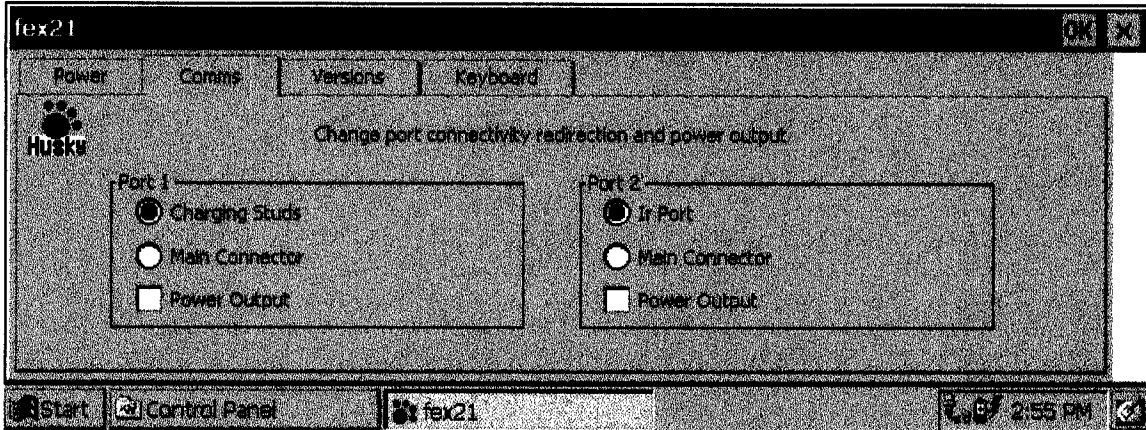 fex21 OK X
Power Comms Versions Keyboard
Husky
Change port connectivity redirection and power output
Port 1 Port 2
Charging Studs Ir Port
Main Connector Main Connector
Power Output Power Output
Start Control Panel fex21 2:55 PM